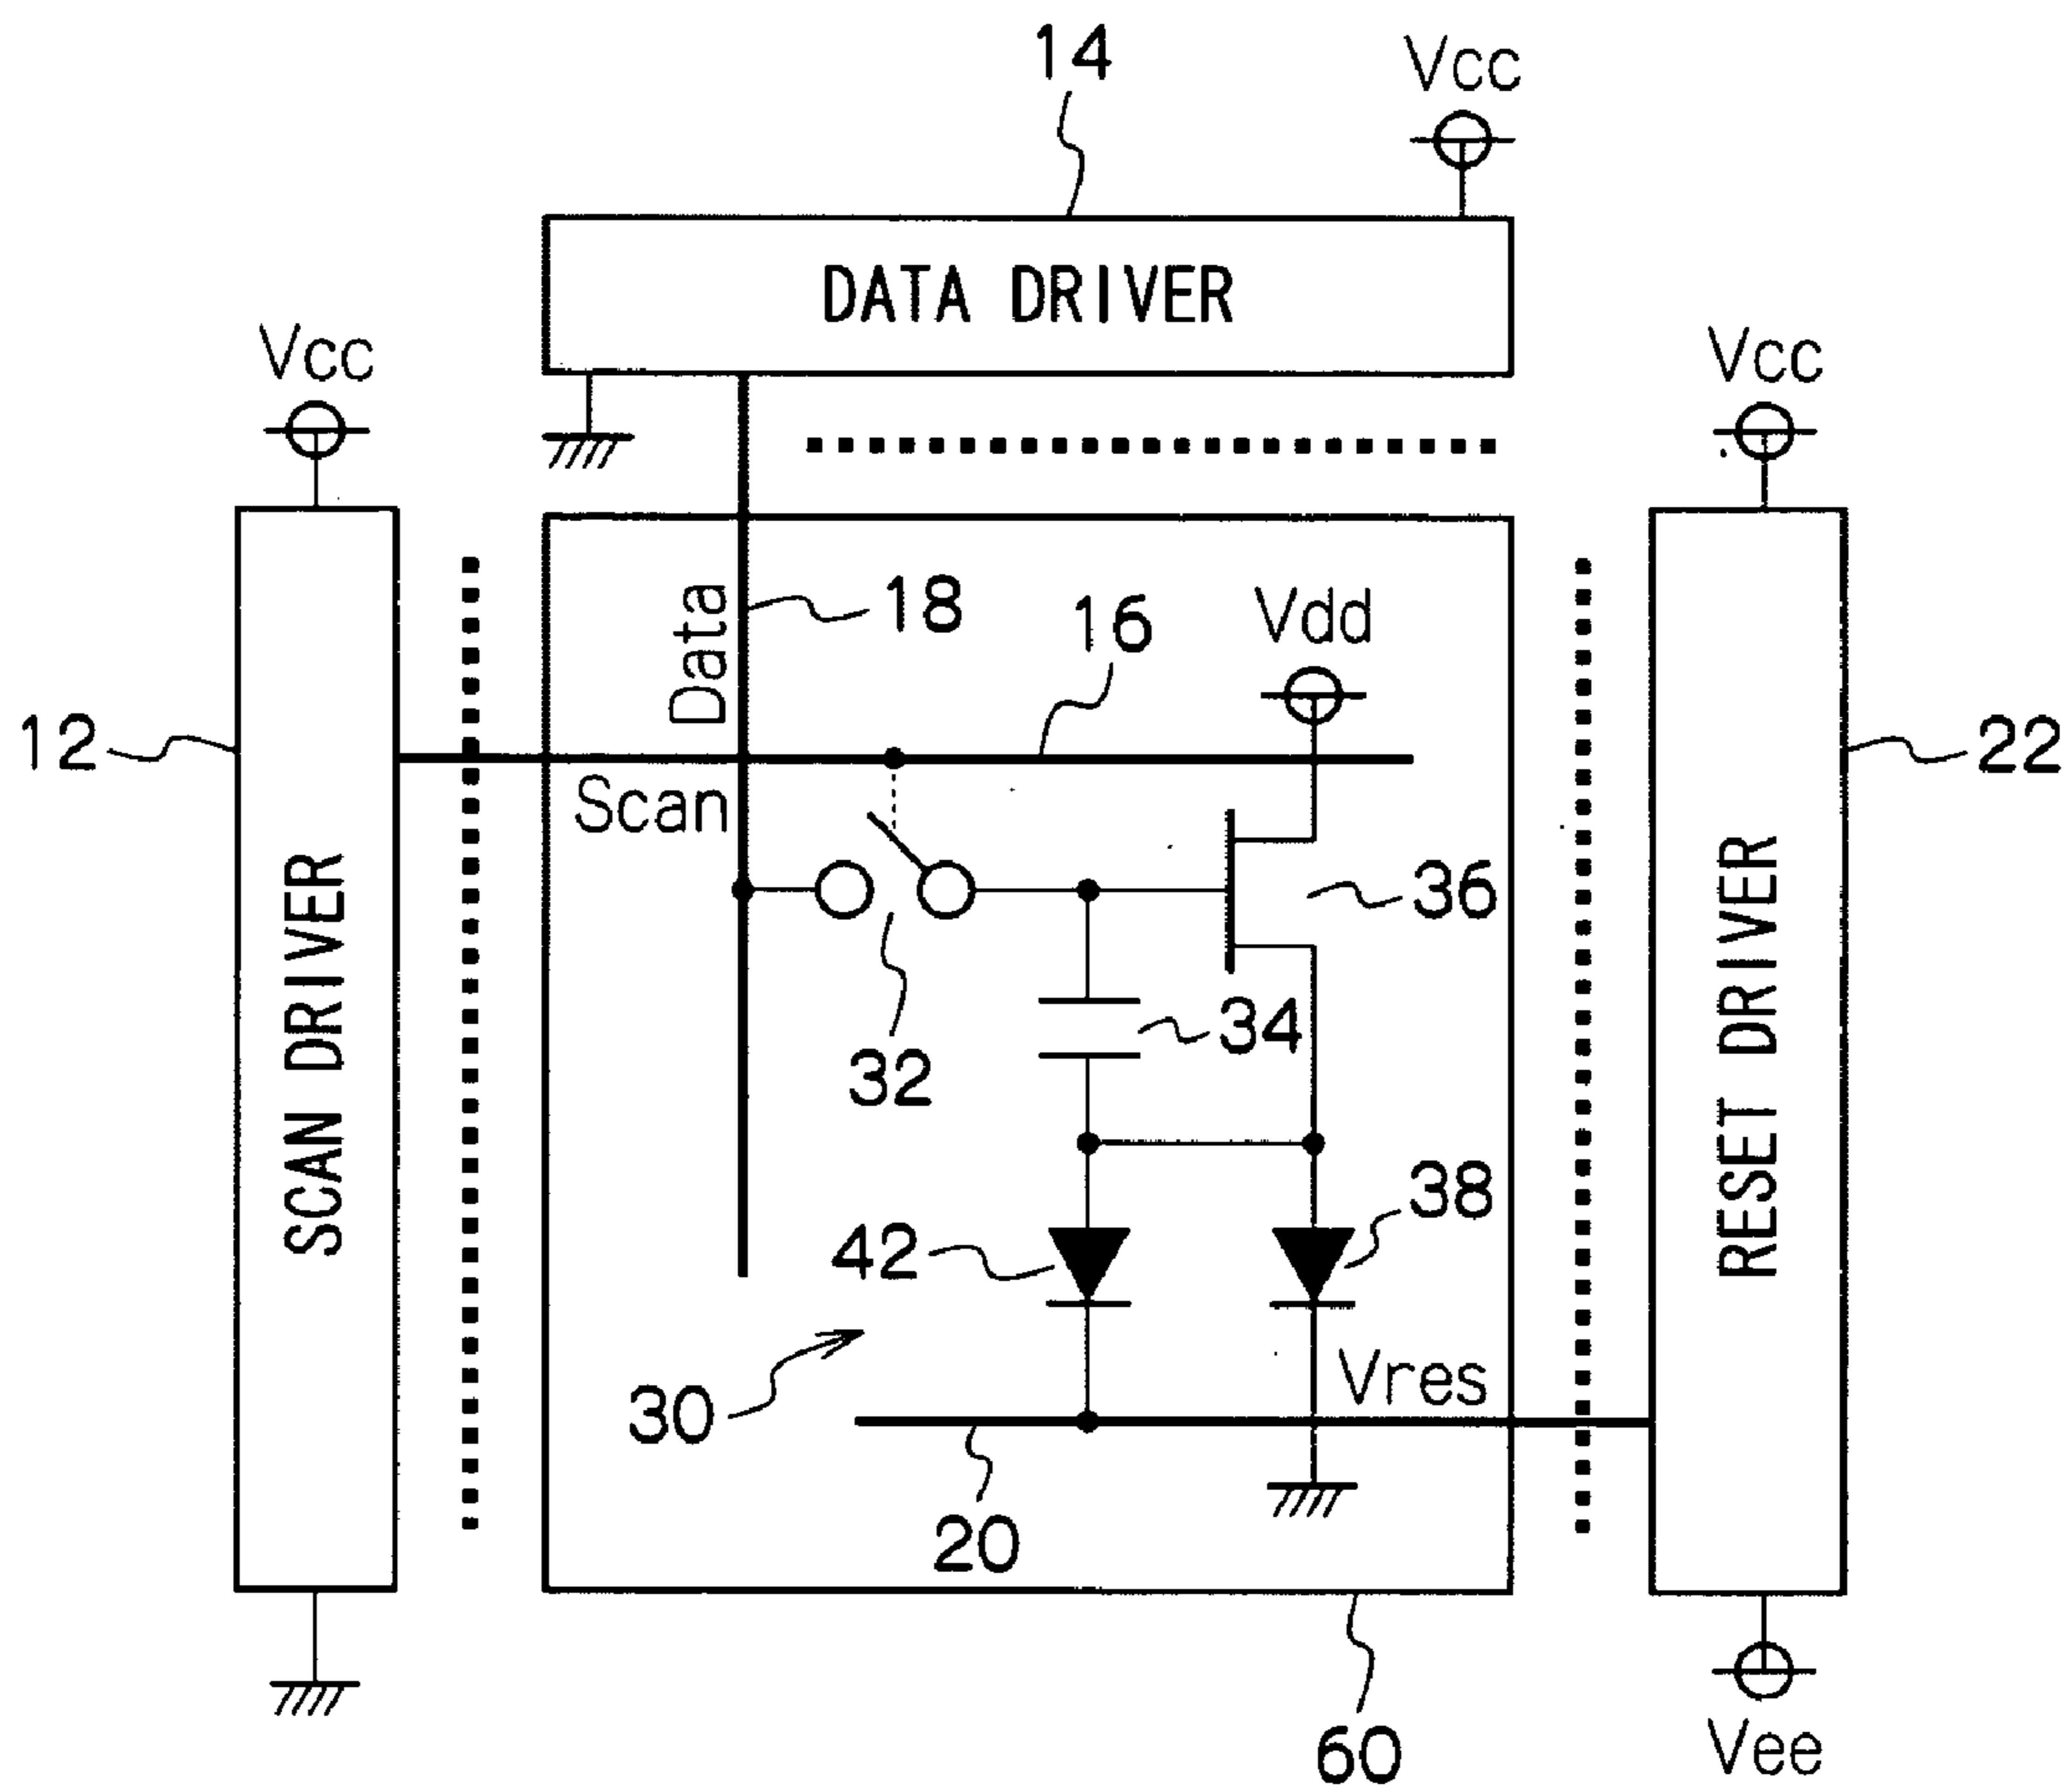 14
Vcc
DATA DRIVER
Vcc
Vcc
Data
18
16
Vdd
12
22
Scan
36
SCAN DRIVER
RESET DRIVER
34
32
38
42
30
Vres
20
60
Vee